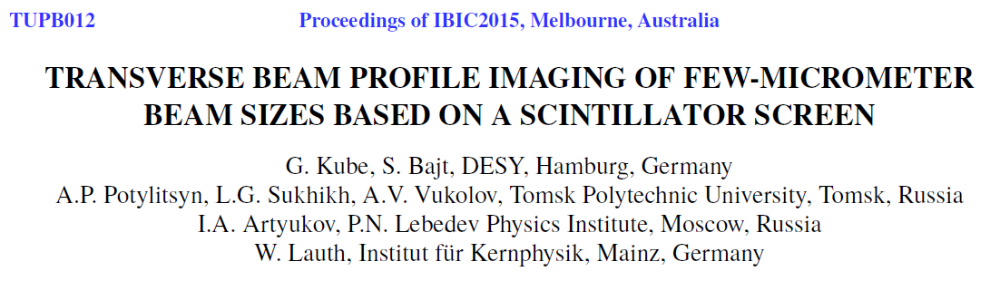 TUPB012
Proceedings of IBIC2015, Melbourne, Australia
TRANSVERSE BEAM PROFILE IMAGING OF FEW-MICROMETER
BEAM SIZES BASED ON A SCINTILLATOR SCREEN
G. Kube, S. Bajt, DESY, Hamburg, Germany
A.P. Potylitsyn, L.G. Sukhikh, A.V. Vukolov, Tomsk Polytechnic University, Tomsk, Russia
I.A. Artyukov, P.N. Lebedev Physics Institute, Moscow, Russia
W. Lauth, Institut für Kernphysik, Mainz, Germany